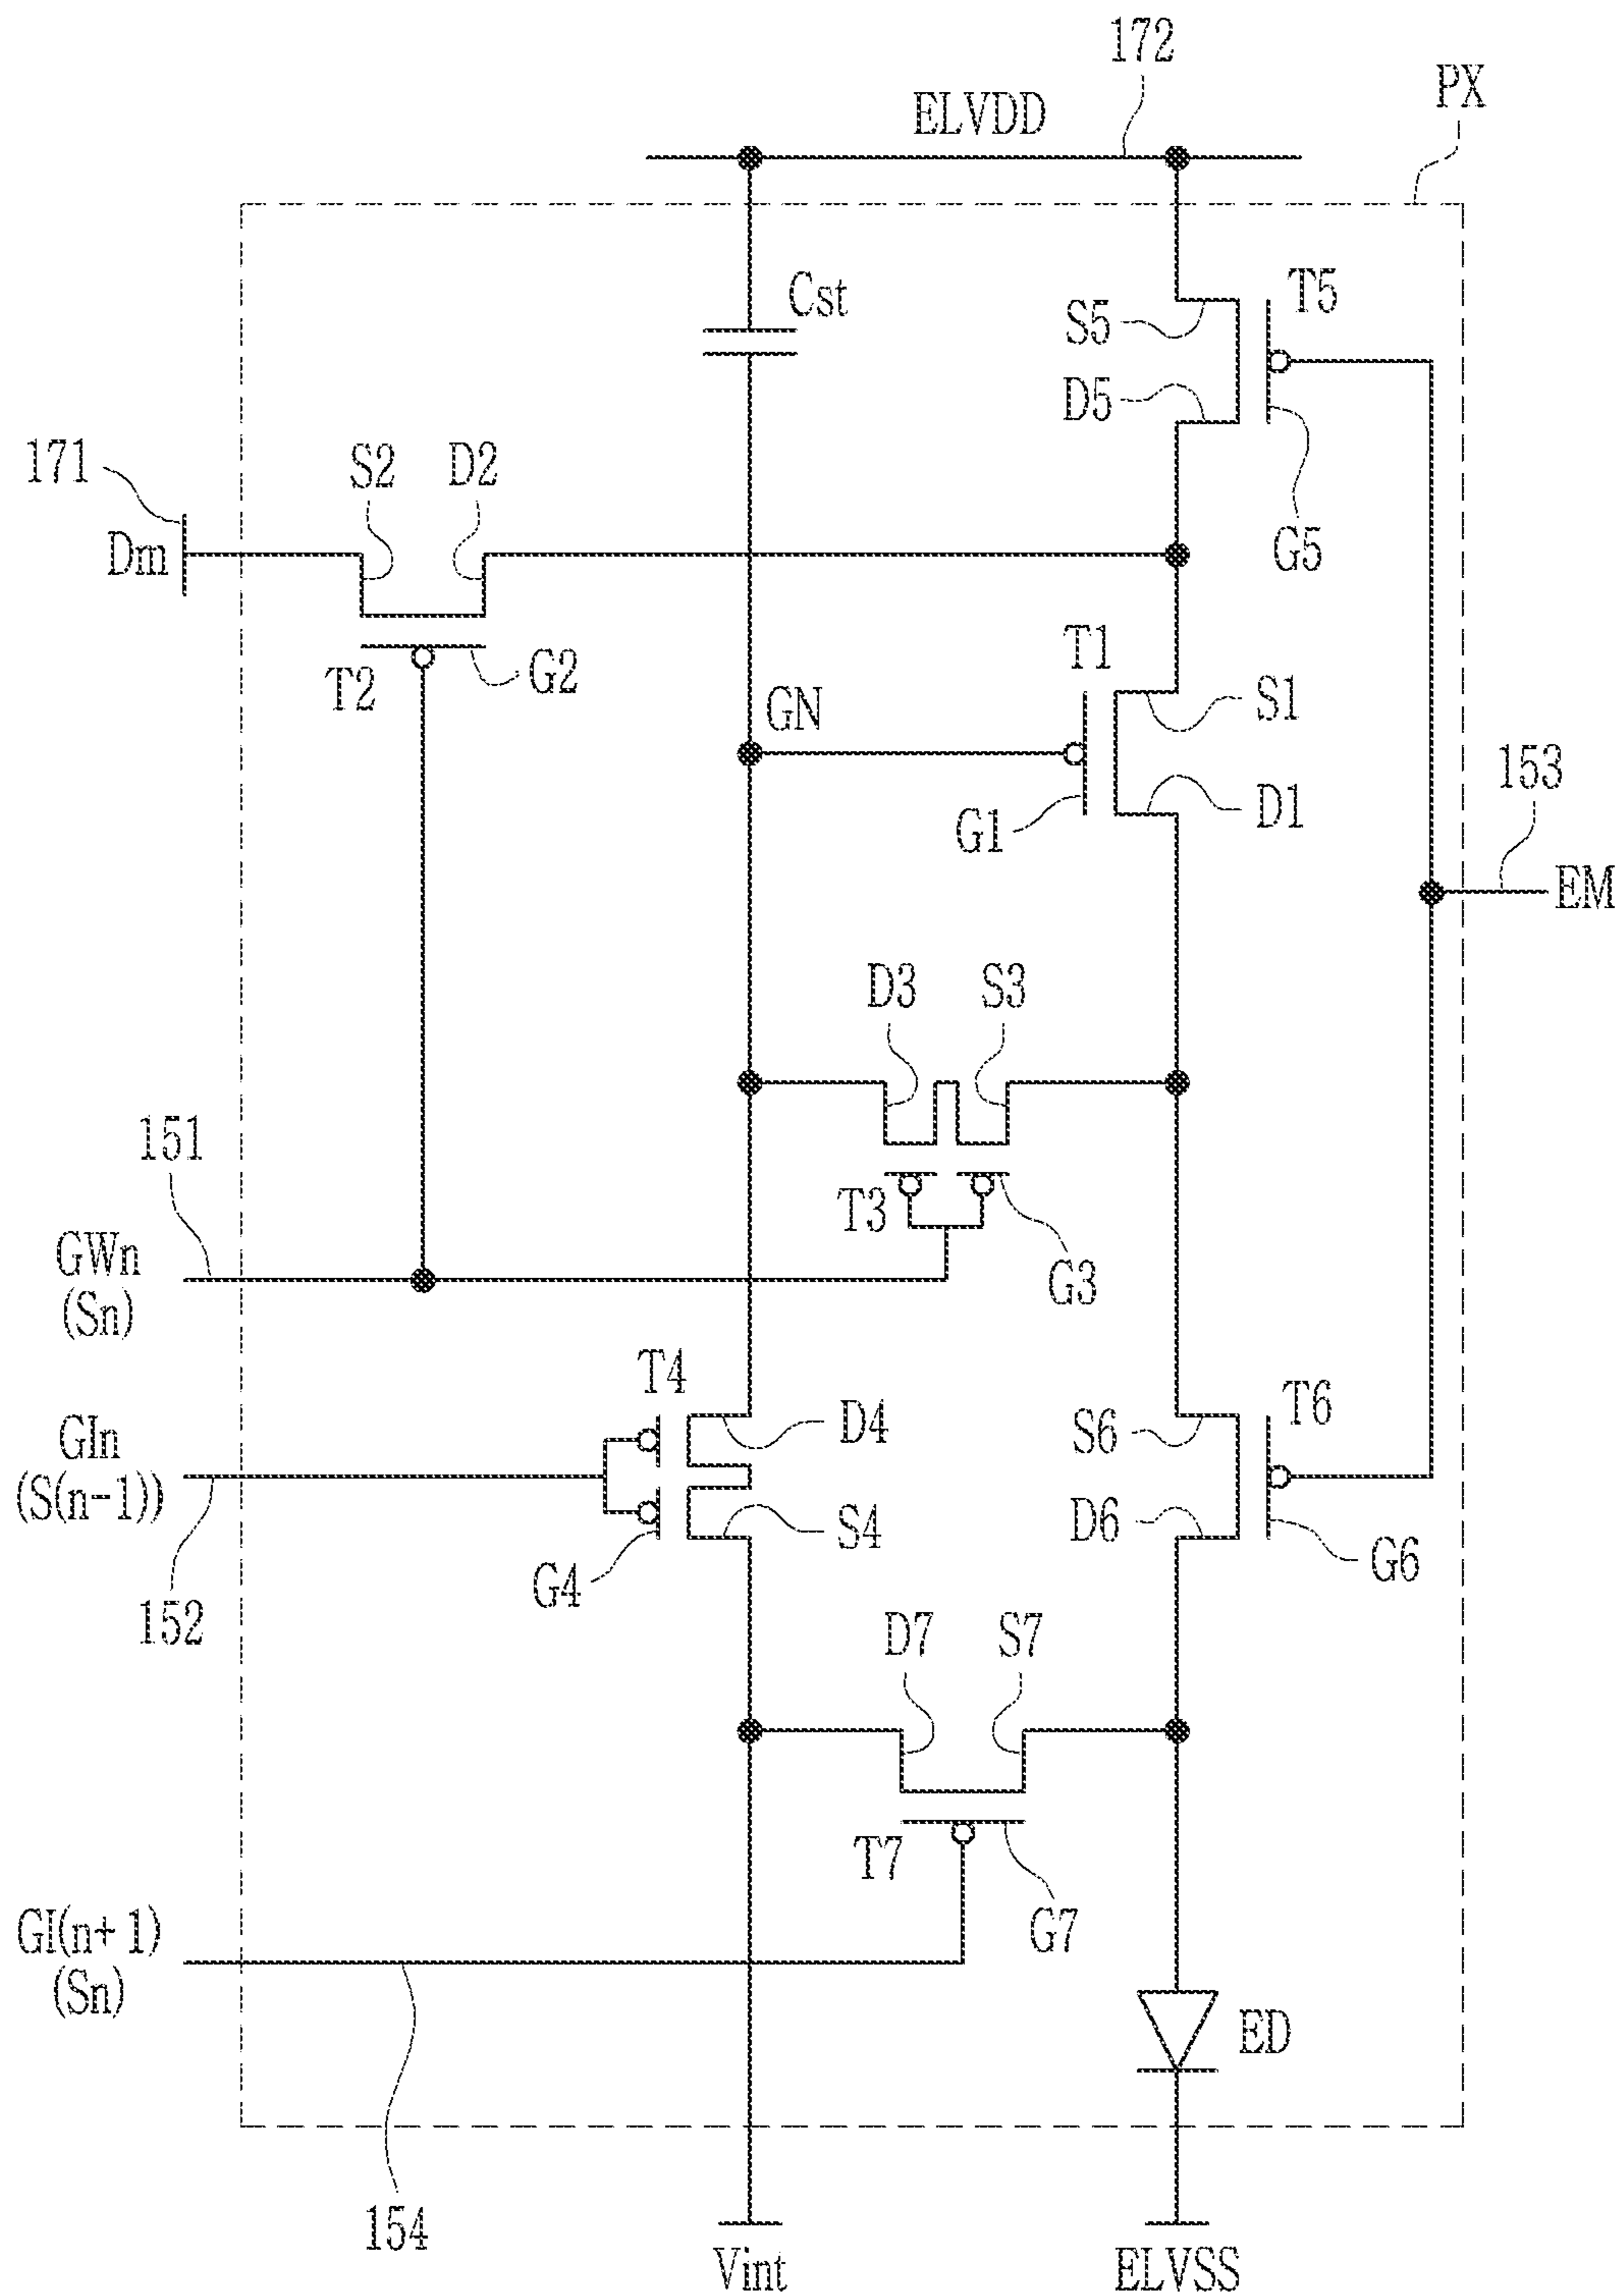 172
PX
ELVDD
Cst
T5
S5
D5
171
S2
D2
G5
Dm
T1
G2
T2
S1
GN
153
D1
G1
EM
D3
S3
151
T3
GWn
G3
(Sn)
T4
T6
GIn
D4
S6
(S(n-1))
S4
D6
G4
G6
152
D7
S7
T7
GI(n+1)
G7
(Sn)
ED
154
Vint
ELVSS